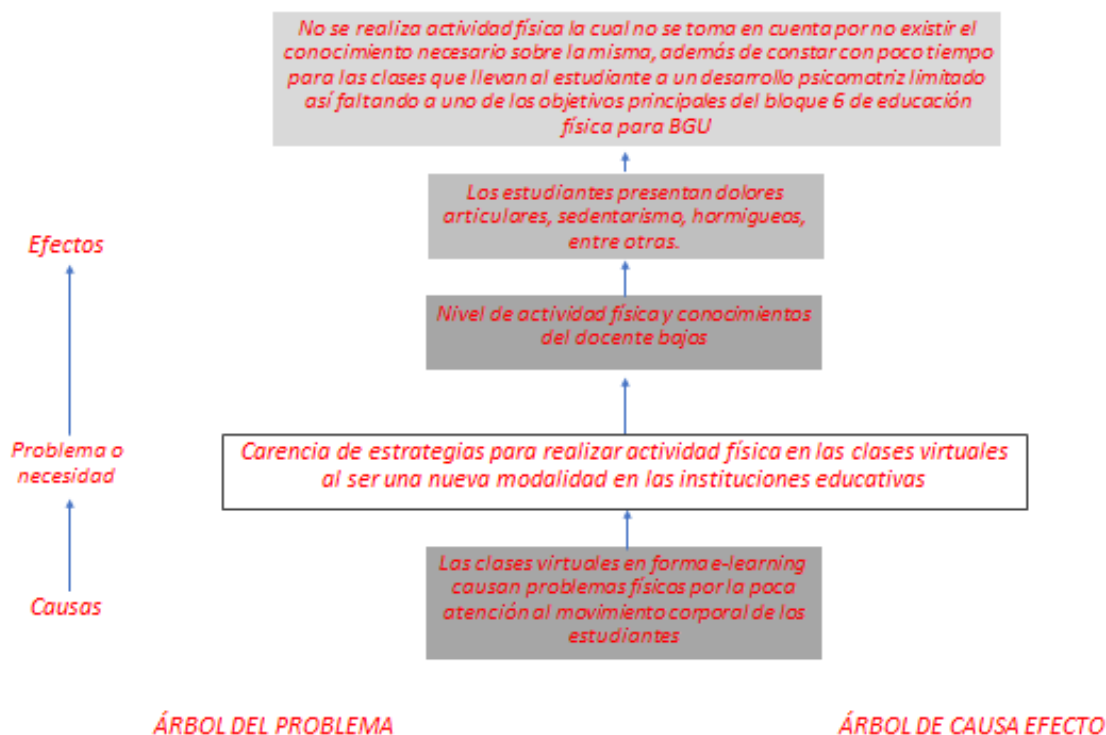 No se realiza actividad física la cual no se toma en cuenta por no existir el
conocimiento necesario sobre la misma, además de constar con poco tiempo
para las clases que llevan al estudiante a un desarrollo psicomotriz limitado
así faltando a uno de los objetivos principales del bloque 6 de educación
física para BGU
Los estudiantes presentan dolores
articulares, sedentarismo, hormigueos,
entre otras.
Efectos
Nivel de actividad física y conocimientos
del docente bajos
Problema o
necesidad
Carencia de estrategias para realizar actividad física en las clases virtuales
al ser una nueva modalidad en las instituciones educativas
Las clases virtuales en forma e-learning
causan problemas físicos por la poca
atención al movimiento corporal de los
estudiantes
Causas
ÁRBOL DEL PROBLEMA
ÁRBOL DE CAUSA EFECTO